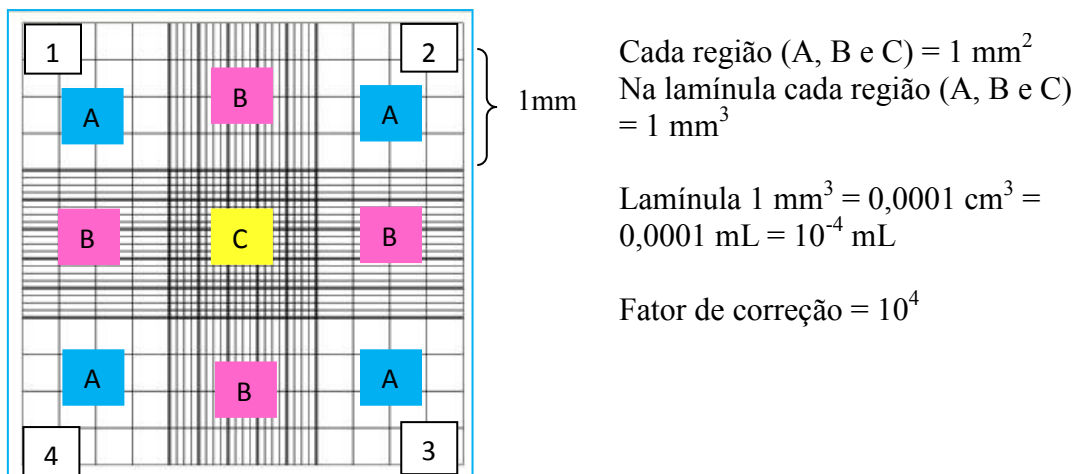 1
2
B
A
A
1mm
B
C
B
A
B
A
4
3
Cada região (A, B e C) = 1 mm²
Na lamínula cada região (A, B e C)
= 1 mm³
Lamínula 1 mm³ = 0,0001 cm³ =
0,0001 mL = 10⁻⁴ mL
Fator de correção = 10⁴